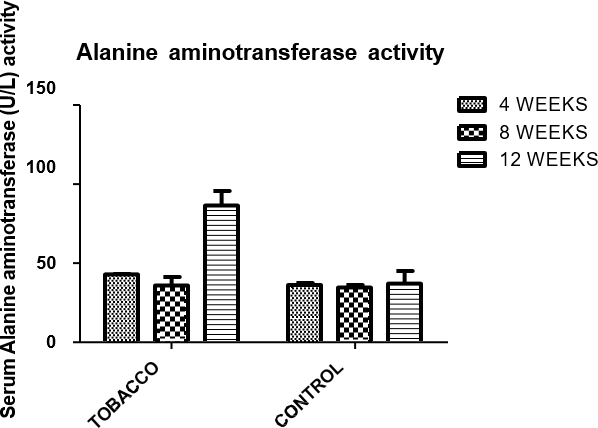 Alanine aminotransferase activity
Serum Alanine aminotransferase (U/L) activity
150
100
50
0
TOBACCO
CONTROL
4 WEEKS
8 WEEKS
12 WEEKS